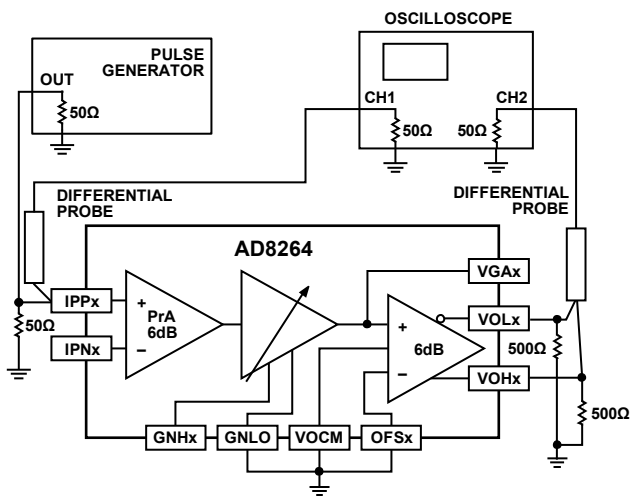 OSCILLOSCOPE
PULSE
GENERATOR
OUT
50Ω
CH1
CH2
50Ω
50Ω
DIFFERENTIAL
PROBE
DIFFERENTIAL
PROBE
AD8264
VGAx
IPPx
+
PrA
6dB
–
+
6dB
–
VOLx
50Ω
IPNx
500Ω
VOHx
500Ω
GNHx
GNLO
VOCM
OFSx